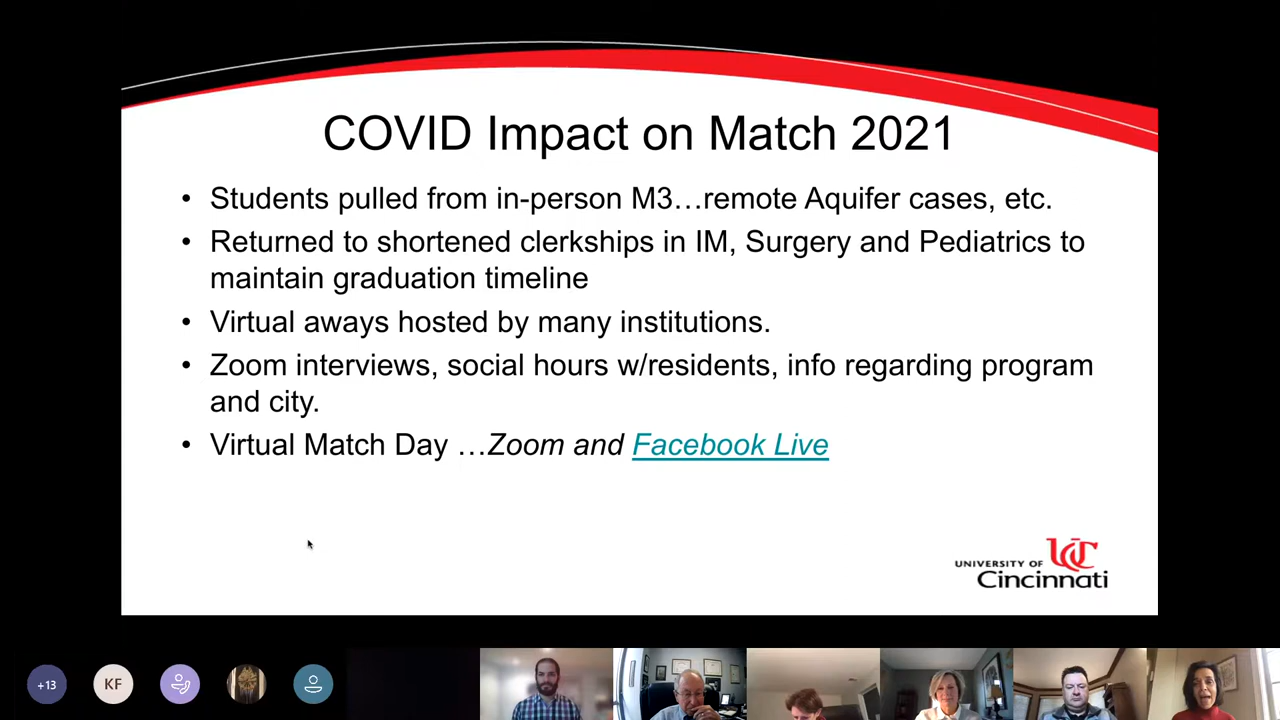 COVID Impact on Match 2021
• Students pulled from in-person M3…remote Aquifer cases, etc.
• Returned to shortened clerkships in IM, Surgery and Pediatrics to
maintain graduation timeline
• Virtual aways hosted by many institutions.
• Zoom interviews, social hours w/residents, info regarding program
and city.
• Virtual Match Day …Zoom and Facebook Live
UC
UNIVERSITY OF
Cincinnati
+13
KF